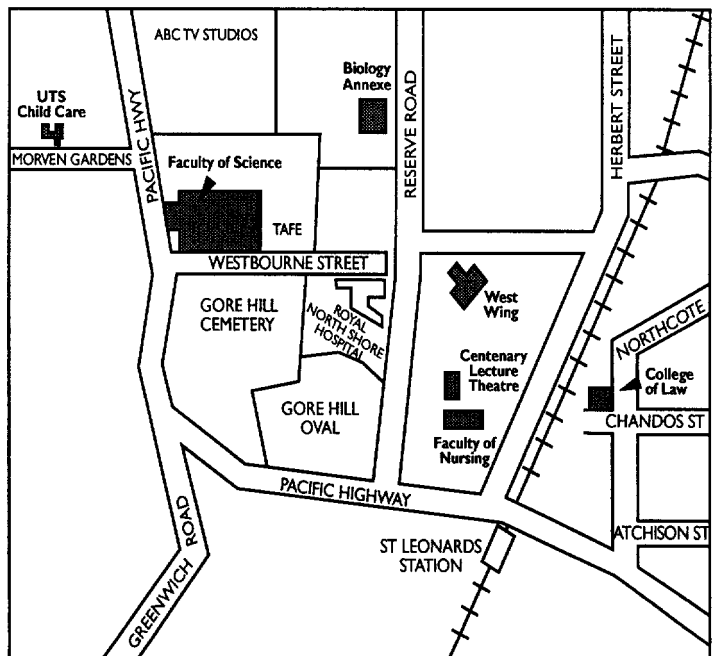 ABC TV STUDIOS
Biology
Annexe
UTS
Child Care
MORVEN GARDENS
PACIFIC HWY
RESERVE ROAD
HERBERT STREET
Faculty of Science
TAFE
WESTBOURNE STREET
GORE HILL
CEMETERY
ROYAL
NORTH SHORE
HOSPITAL
West
Wing
NORTHCOTE
Centenary
Lecture
Theatre
College
of Law
GORE HILL
OVAL
CHANDOS ST
Faculty of
Nursing
PACIFIC HIGHWAY
ATCHISON ST
ST LEONARDS
STATION
GREENWICH ROAD